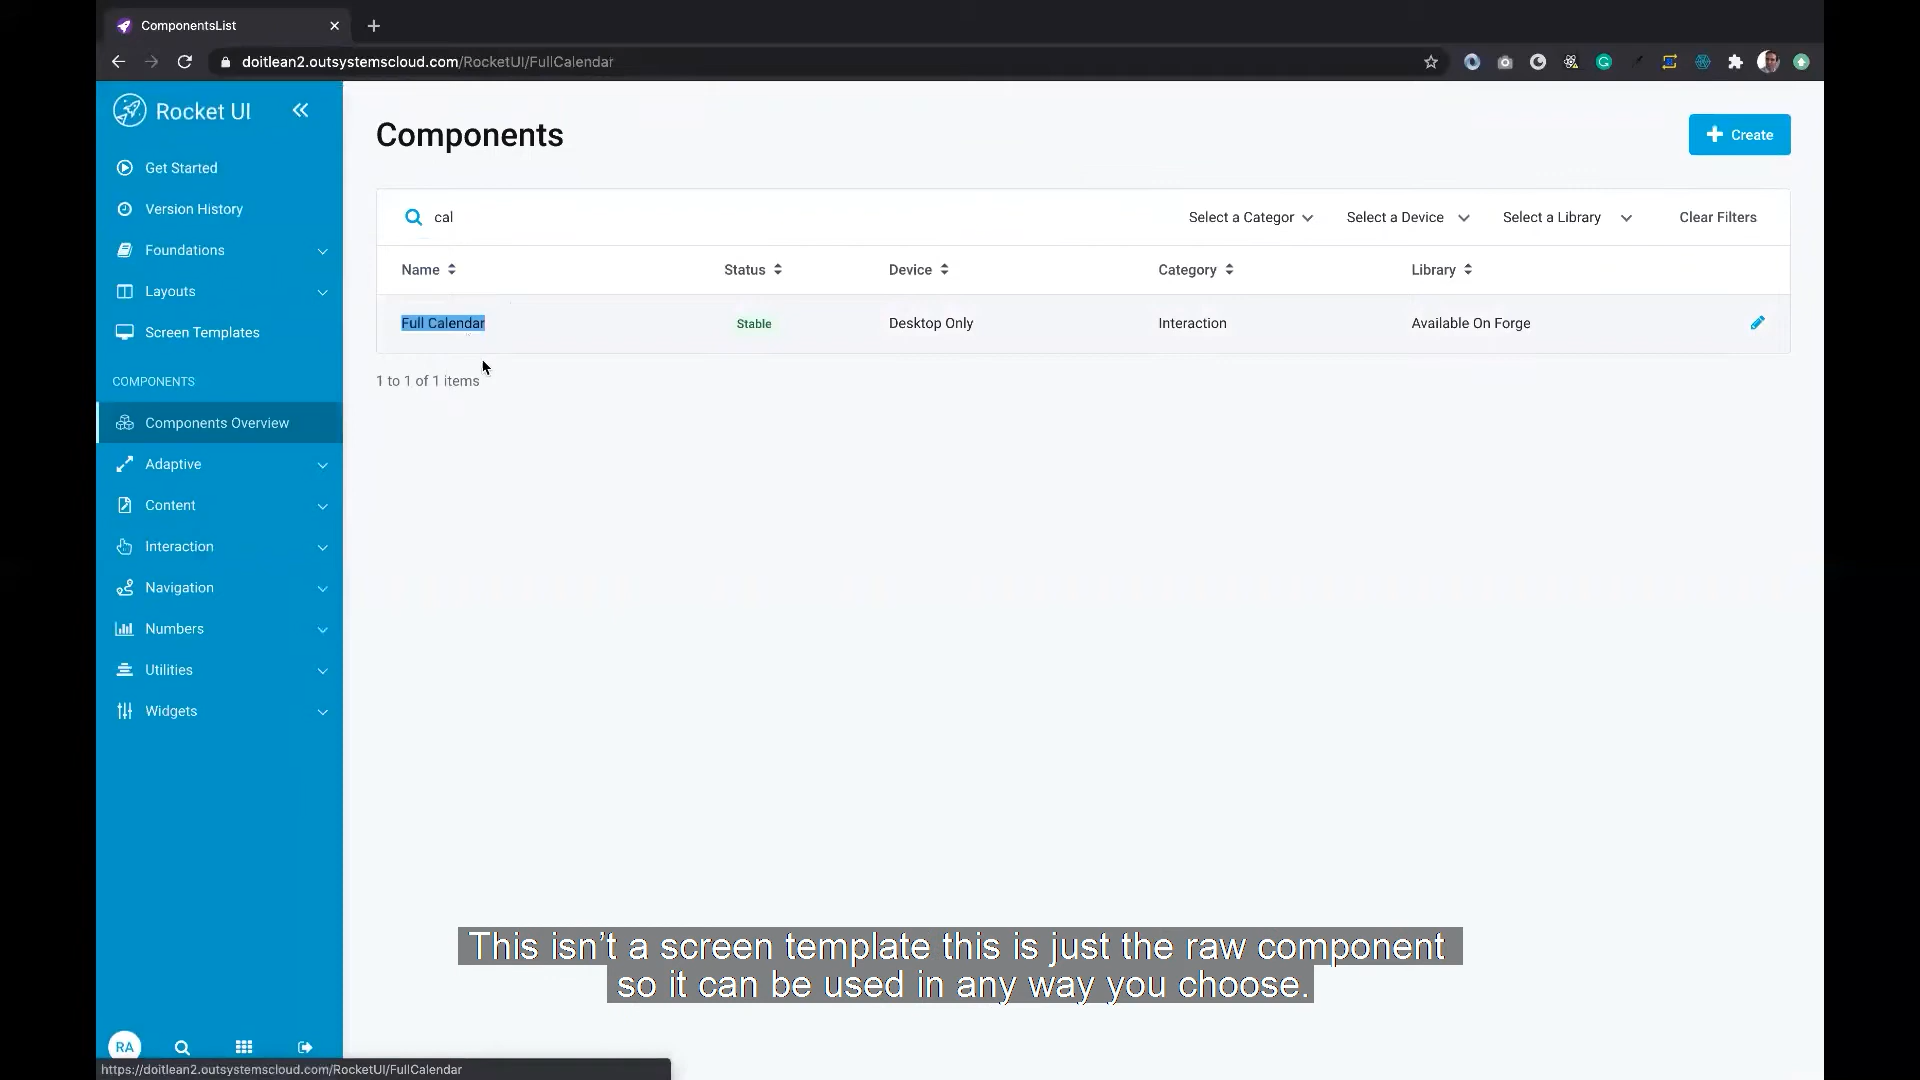 ComponentsList
doitlean2.outsystemscloud.com/RocketUI/FullCalendar
Rocket UI
Get Started
Version History
Foundations
Layouts
Screen Templates
COMPONENTS
Components Overview
Adaptive
Content
Interaction
Navigation
Numbers
Utilities
Widgets
RA
Components
Create
cal
Select a Categor
Select a Device
Select a Library
Clear Filters
Name Status Device Category Library
Full Calendar Stable Desktop Only Interaction Available On Forge
1 to 1 of 1 items
This isn’t a screen template this is just the raw component
so it can be used in any way you choose.
https://doitlean2.outsystemscloud.com/RocketUI/FullCalendar